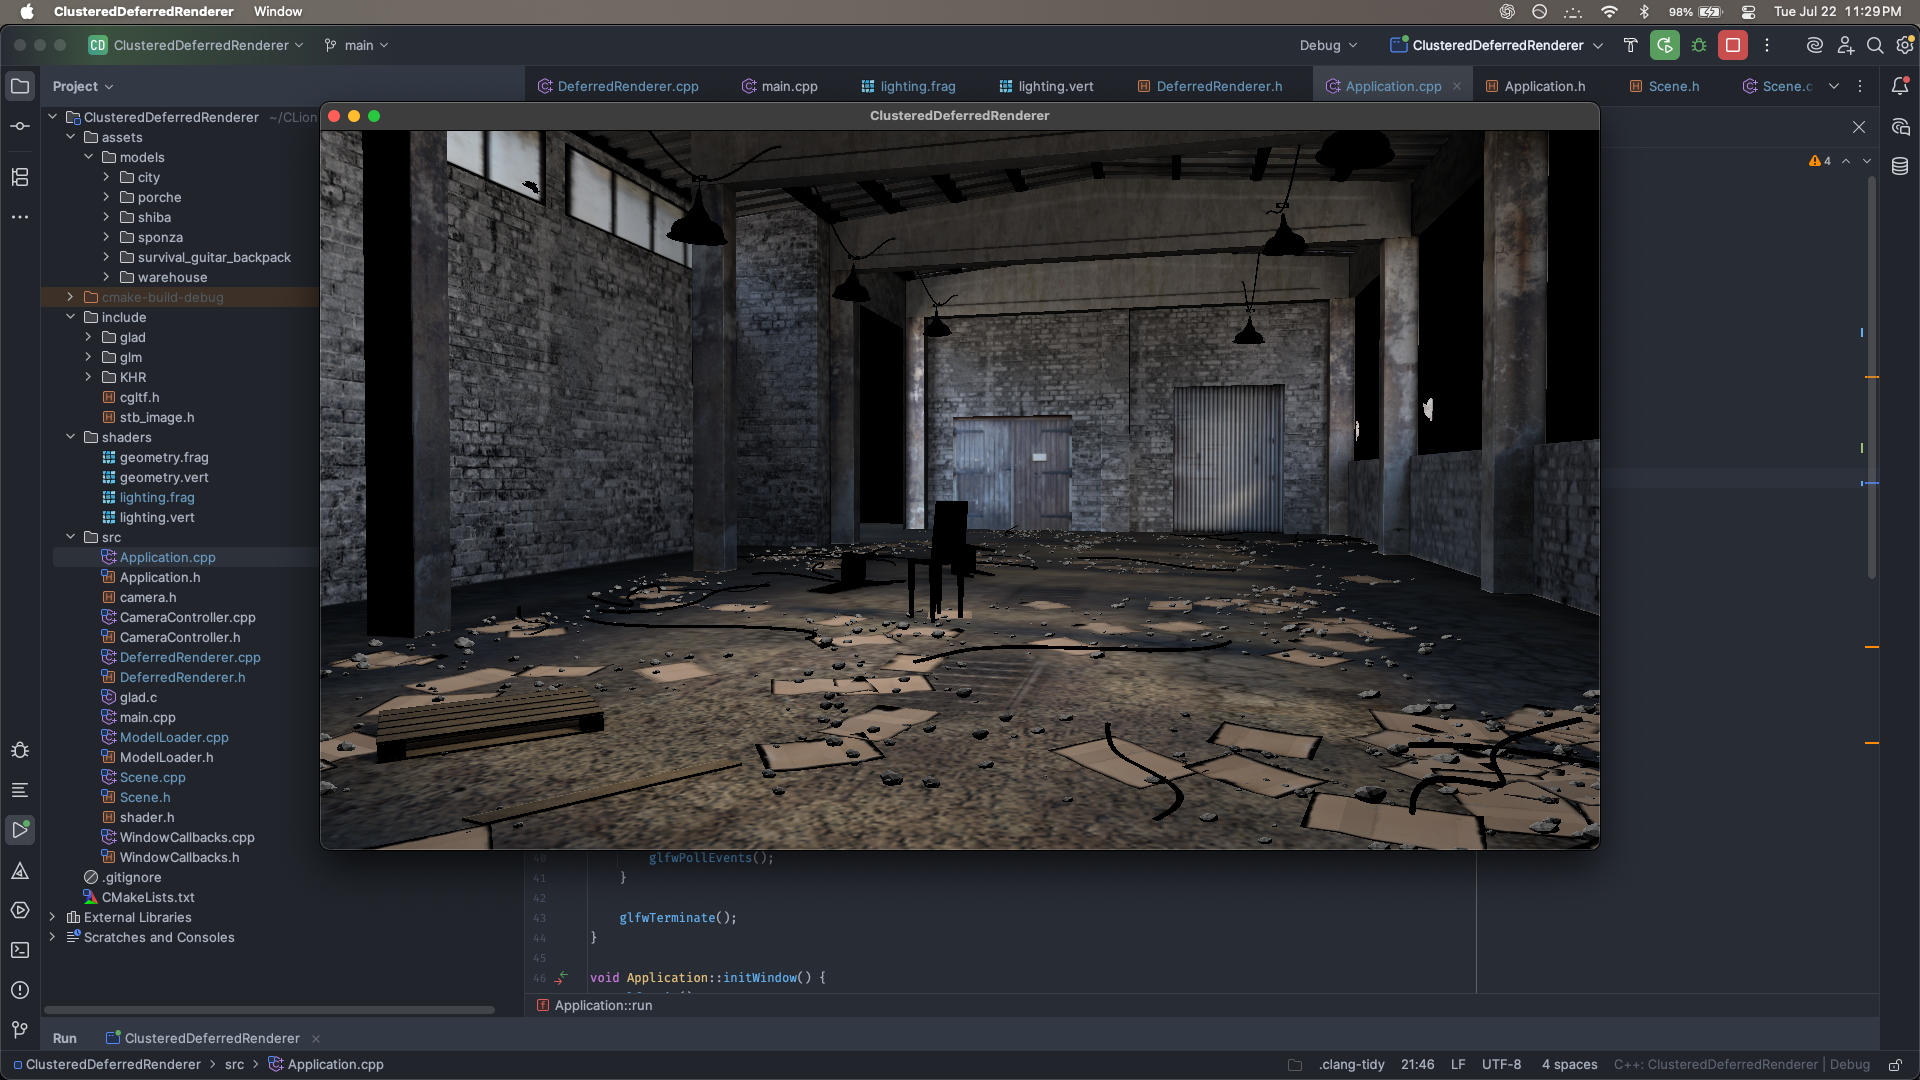 ClusteredDeferredRenderer Window 98% Tue Jul 22 11:29 PM
CD ClusteredDeferredRenderer main Debug ClusteredDeferredRenderer
Project DeferredRenderer.cpp main.cpp lighting.frag lighting.vert DeferredRenderer.h Application.cpp Application.h Scene.h Scene.c
ClusteredDeferredRenderer ~/CLion
ClusteredDeferredRenderer
assets
models
4
city
porche
shiba
sponza
survival_guitar_backpack
warehouse
cmake-build-debug
include
glad
glm
KHR
cgltf.h
stb_image.h
shaders
geometry.frag
geometry.vert
lighting.frag
lighting.vert
src
Application.cpp
Application.h
camera.h
CameraController.cpp
CameraController.h
DeferredRenderer.cpp
DeferredRenderer.h
glad.c
main.cpp
ModelLoader.cpp
ModelLoader.h
Scene.cpp
Scene.h
shader.h
WindowCallbacks.cpp
WindowCallbacks.h
.gitignore
CMakeLists.txt
External Libraries
Scratches and Consoles
40 glfwPollEvents();
41 }
42
43 glfwTerminate();
44 }
45
46 void Application::initWindow() {
Application::run
Run ClusteredDeferredRenderer
ClusteredDeferredRenderer src Application.cpp .clang-tidy 21:46 LF UTF-8 4 spaces C++: ClusteredDeferredRenderer | Debug